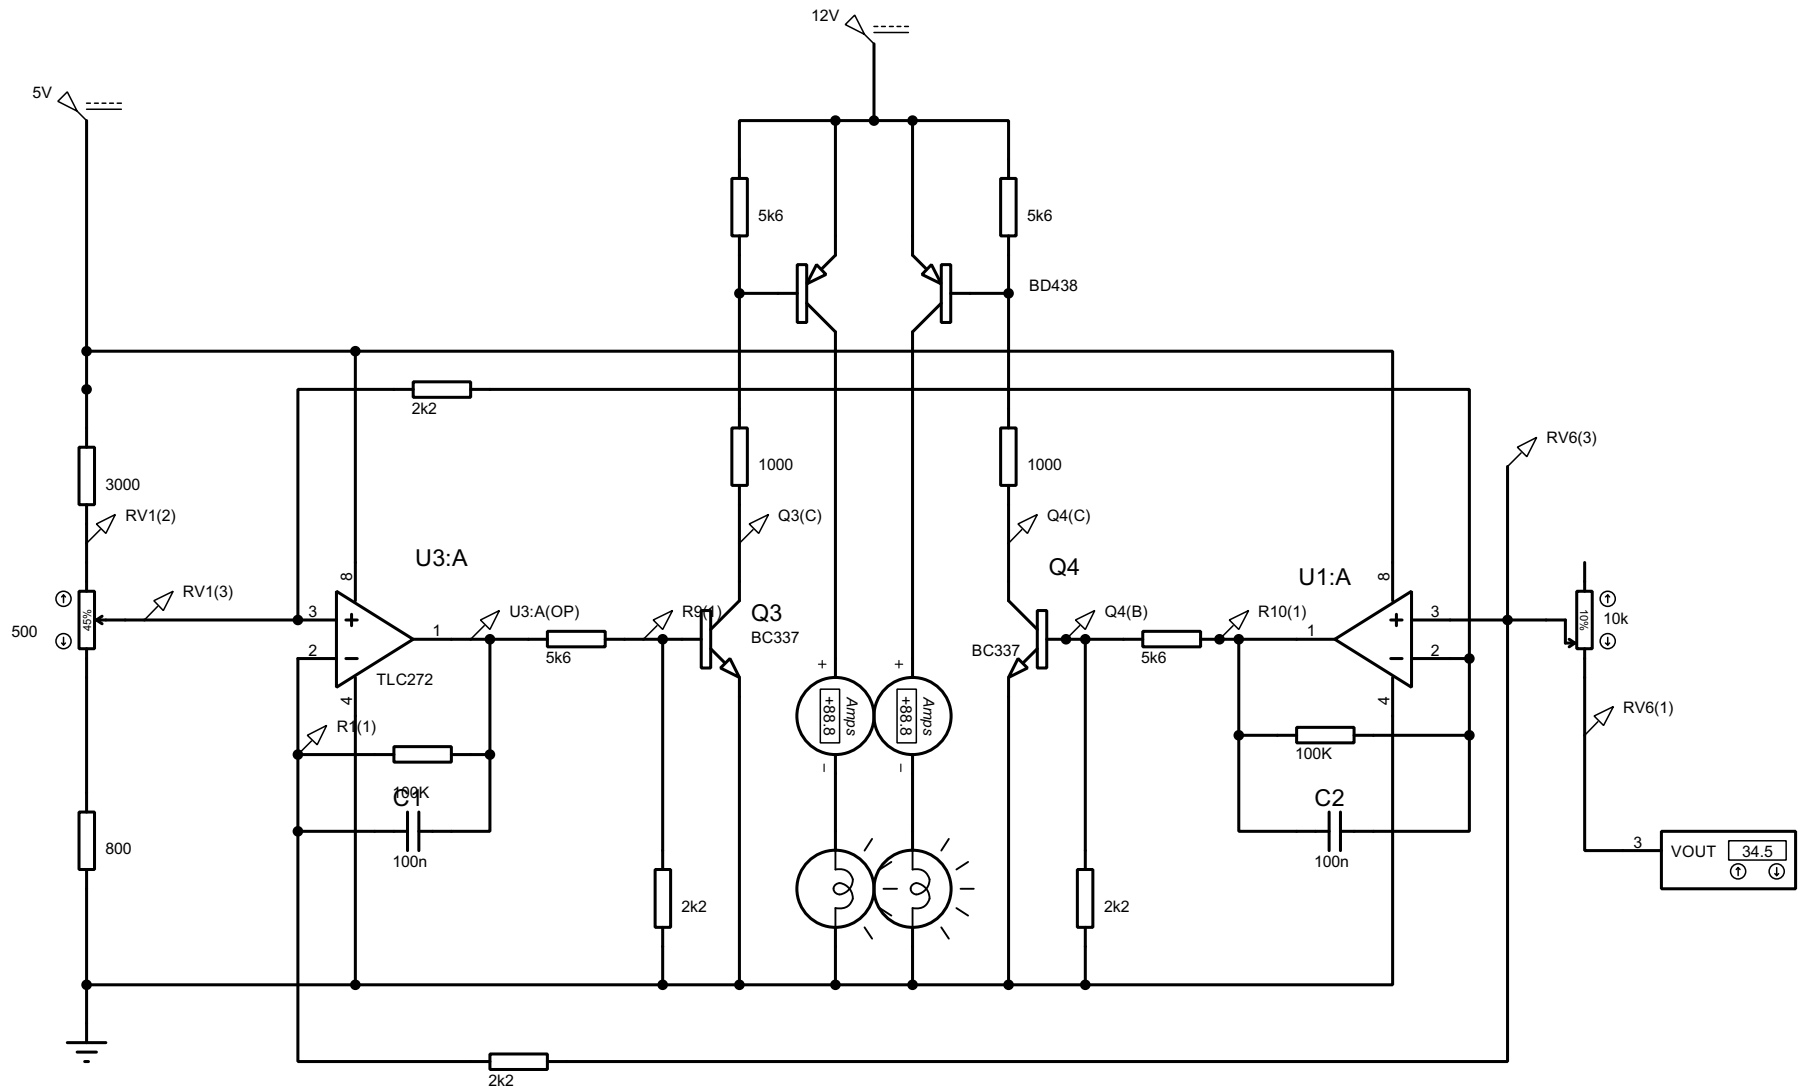 12V
5V
5k6
5k6
BD438
2k2
RV6(3)
3000
1000
1000
RV1(2)
Q3(C)
Q4(C)
U3:A
Q4
U1:A
8
8
RV1(3)
U3:A(OP)
R9(1)
Q3
BC337
Q4(B)
R10(1)
500
45%
3
2
1
4
TLC272
5k6
BC337
5k6
1
3
2
4
10%
10k
+
+
Amps
+88.8
Amps
+88.8
R1(1)
RV6(1)
100K
C1
100n
100K
C2
100n
800
2k2
2k2
3
VOUT
34.5
2k2